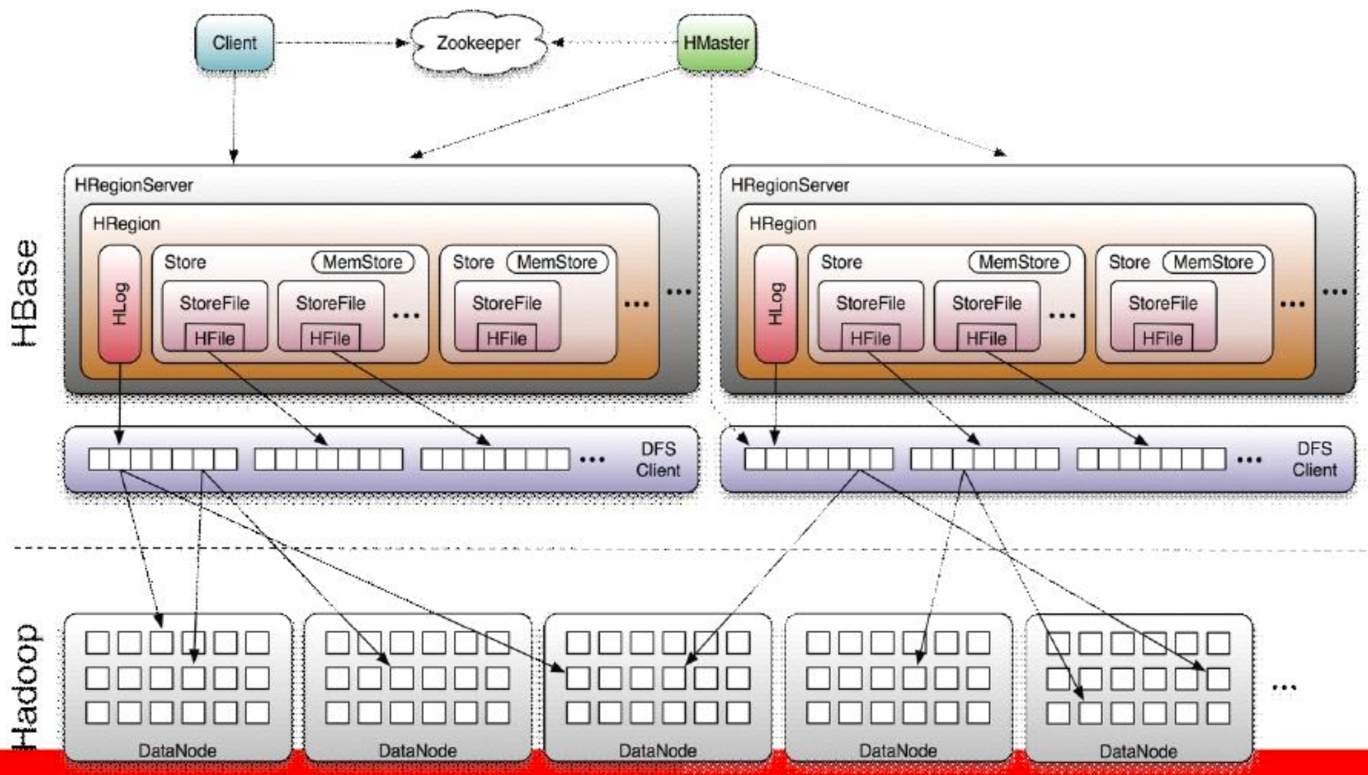 Client
Zookeeper
HMaster
HBase
HRegionServer
HRegion
HLog
Store
MemStore
StoreFile
HFile
StoreFile
HFile
...
Store
MemStore
StoreFile
HFile
...
...
HRegionServer
HRegion
HLog
Store
MemStore
StoreFile
HFile
StoreFile
HFile
...
Store
MemStore
StoreFile
HFile
...
...
...
DFS
Client
...
DFS
Client
Hadoop
DataNode
DataNode
DataNode
DataNode
DataNode
...